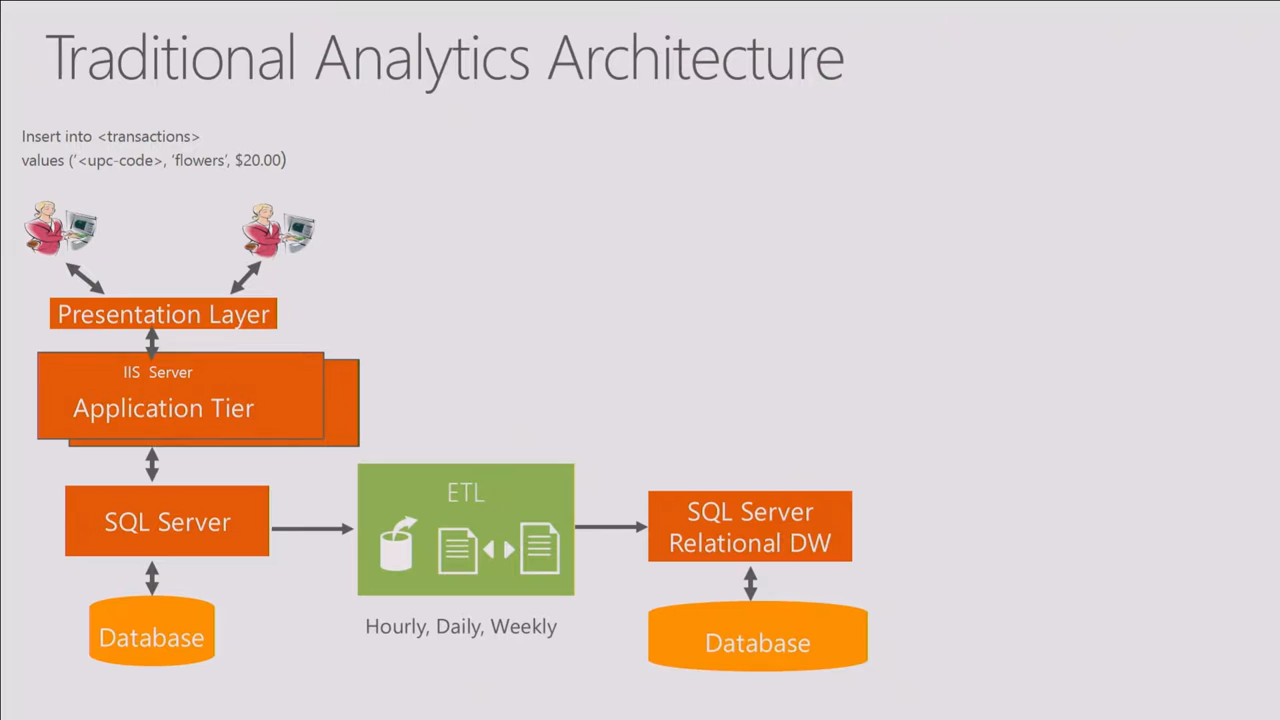 Traditional Analytics Architecture
Insert into <transactions>
values ('<upc-code>, 'flowers', $20.00)
Presentation Layer
IIS Server
Application Tier
SQL Server
Database
ETL
Hourly, Daily, Weekly
SQL Server
Relational DW
Database